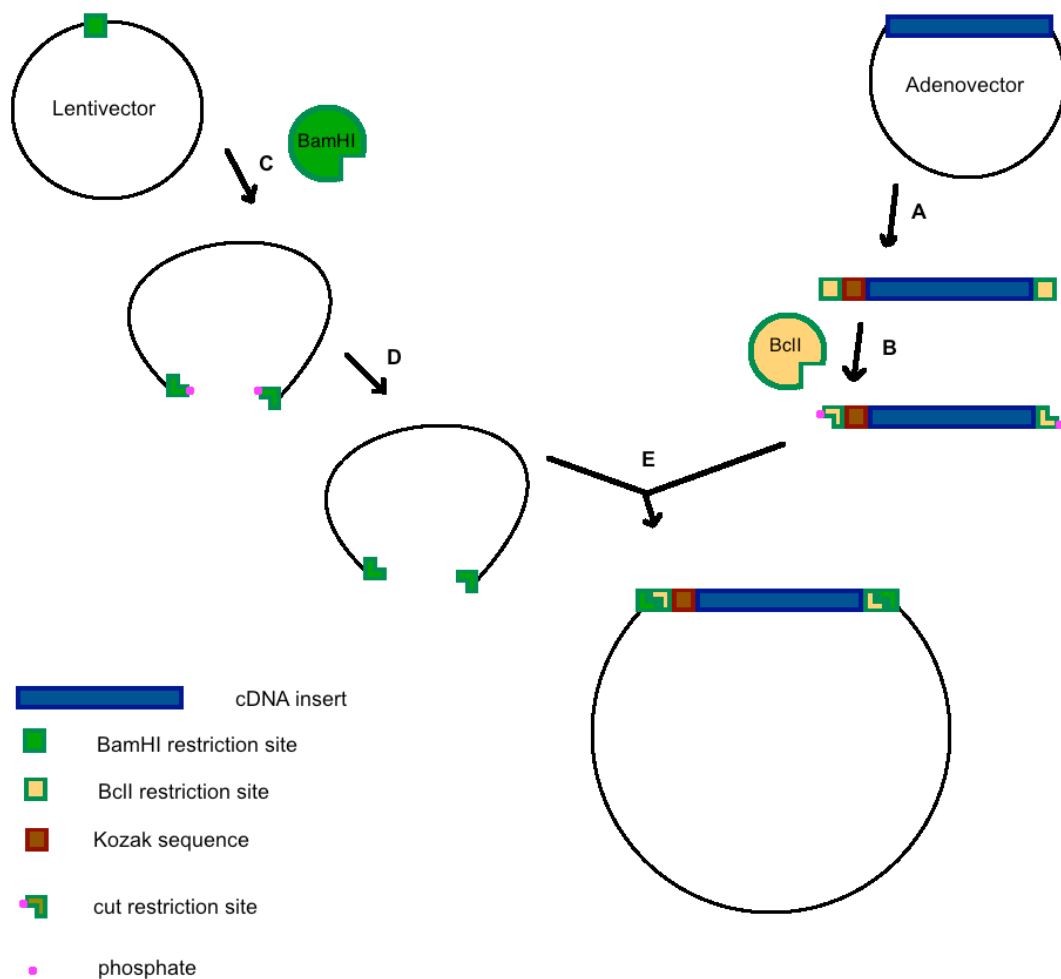 Lentivector
BamHI
C
Adenovector
A
BclI
B
D
E
cDNA insert
BamHI restriction site
BclI restriction site
Kozak sequence
cut restriction site
phosphate